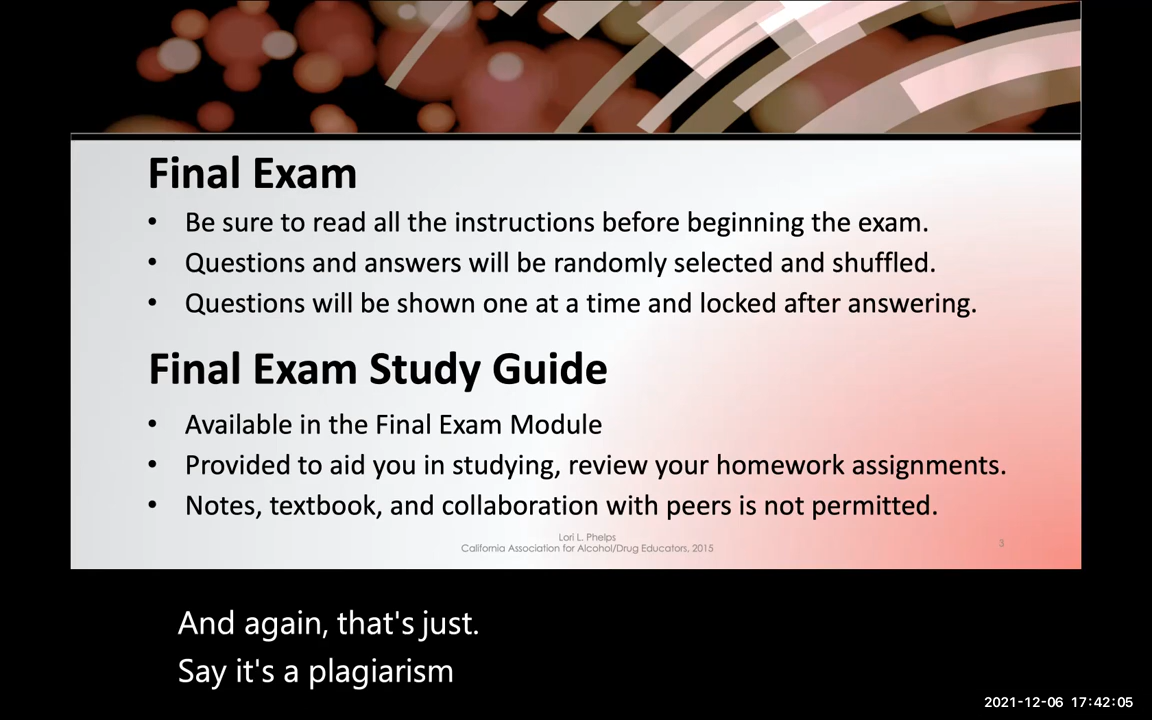 Final Exam
• Be sure to read all the instructions before beginning the exam.
• Questions and answers will be randomly selected and shuffled.
• Questions will be shown one at a time and locked after answering.
Final Exam Study Guide
• Available in the Final Exam Module
• Provided to aid you in studying, review your homework assignments.
• Notes, textbook, and collaboration with peers is not permitted.
Lori L. Phelps
California Association for Alcohol/Drug Educators, 2015
3
And again, that's just.
Say it's a plagiarism
2021-12-06 17:42:05